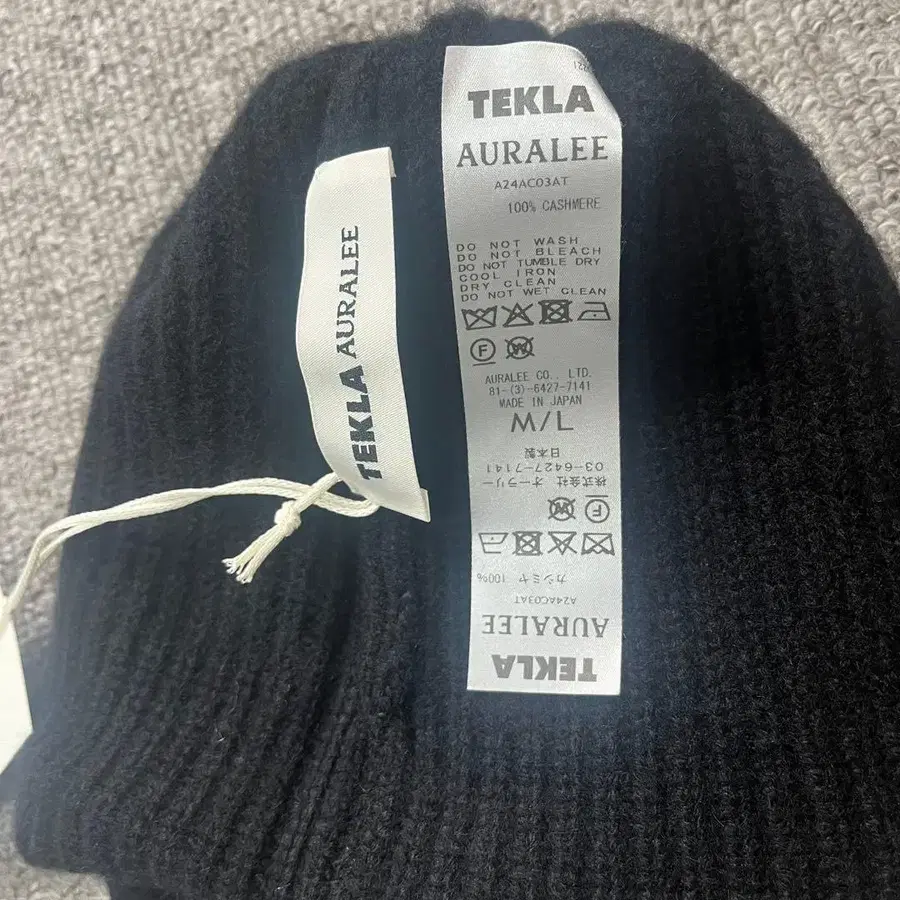 TEKLA AURALEE
TEKLA
AURALEE
A24AC03AT
100% CASHMERE
DO NOT WASH
DO NOT BLEACH
DO NOT TUMBLE DRY
COOL IRON
DRY CLEAN
DO NOT WET CLEAN
F W
AURALEE CO., LTD.
81-(3)-6427-7141
MADE IN JAPAN
M/L
日本製
03-6427-7141
株式会社 オーラリー
F W
カシミヤ 100%
A24AC03AT
AURALEE
TEKLA